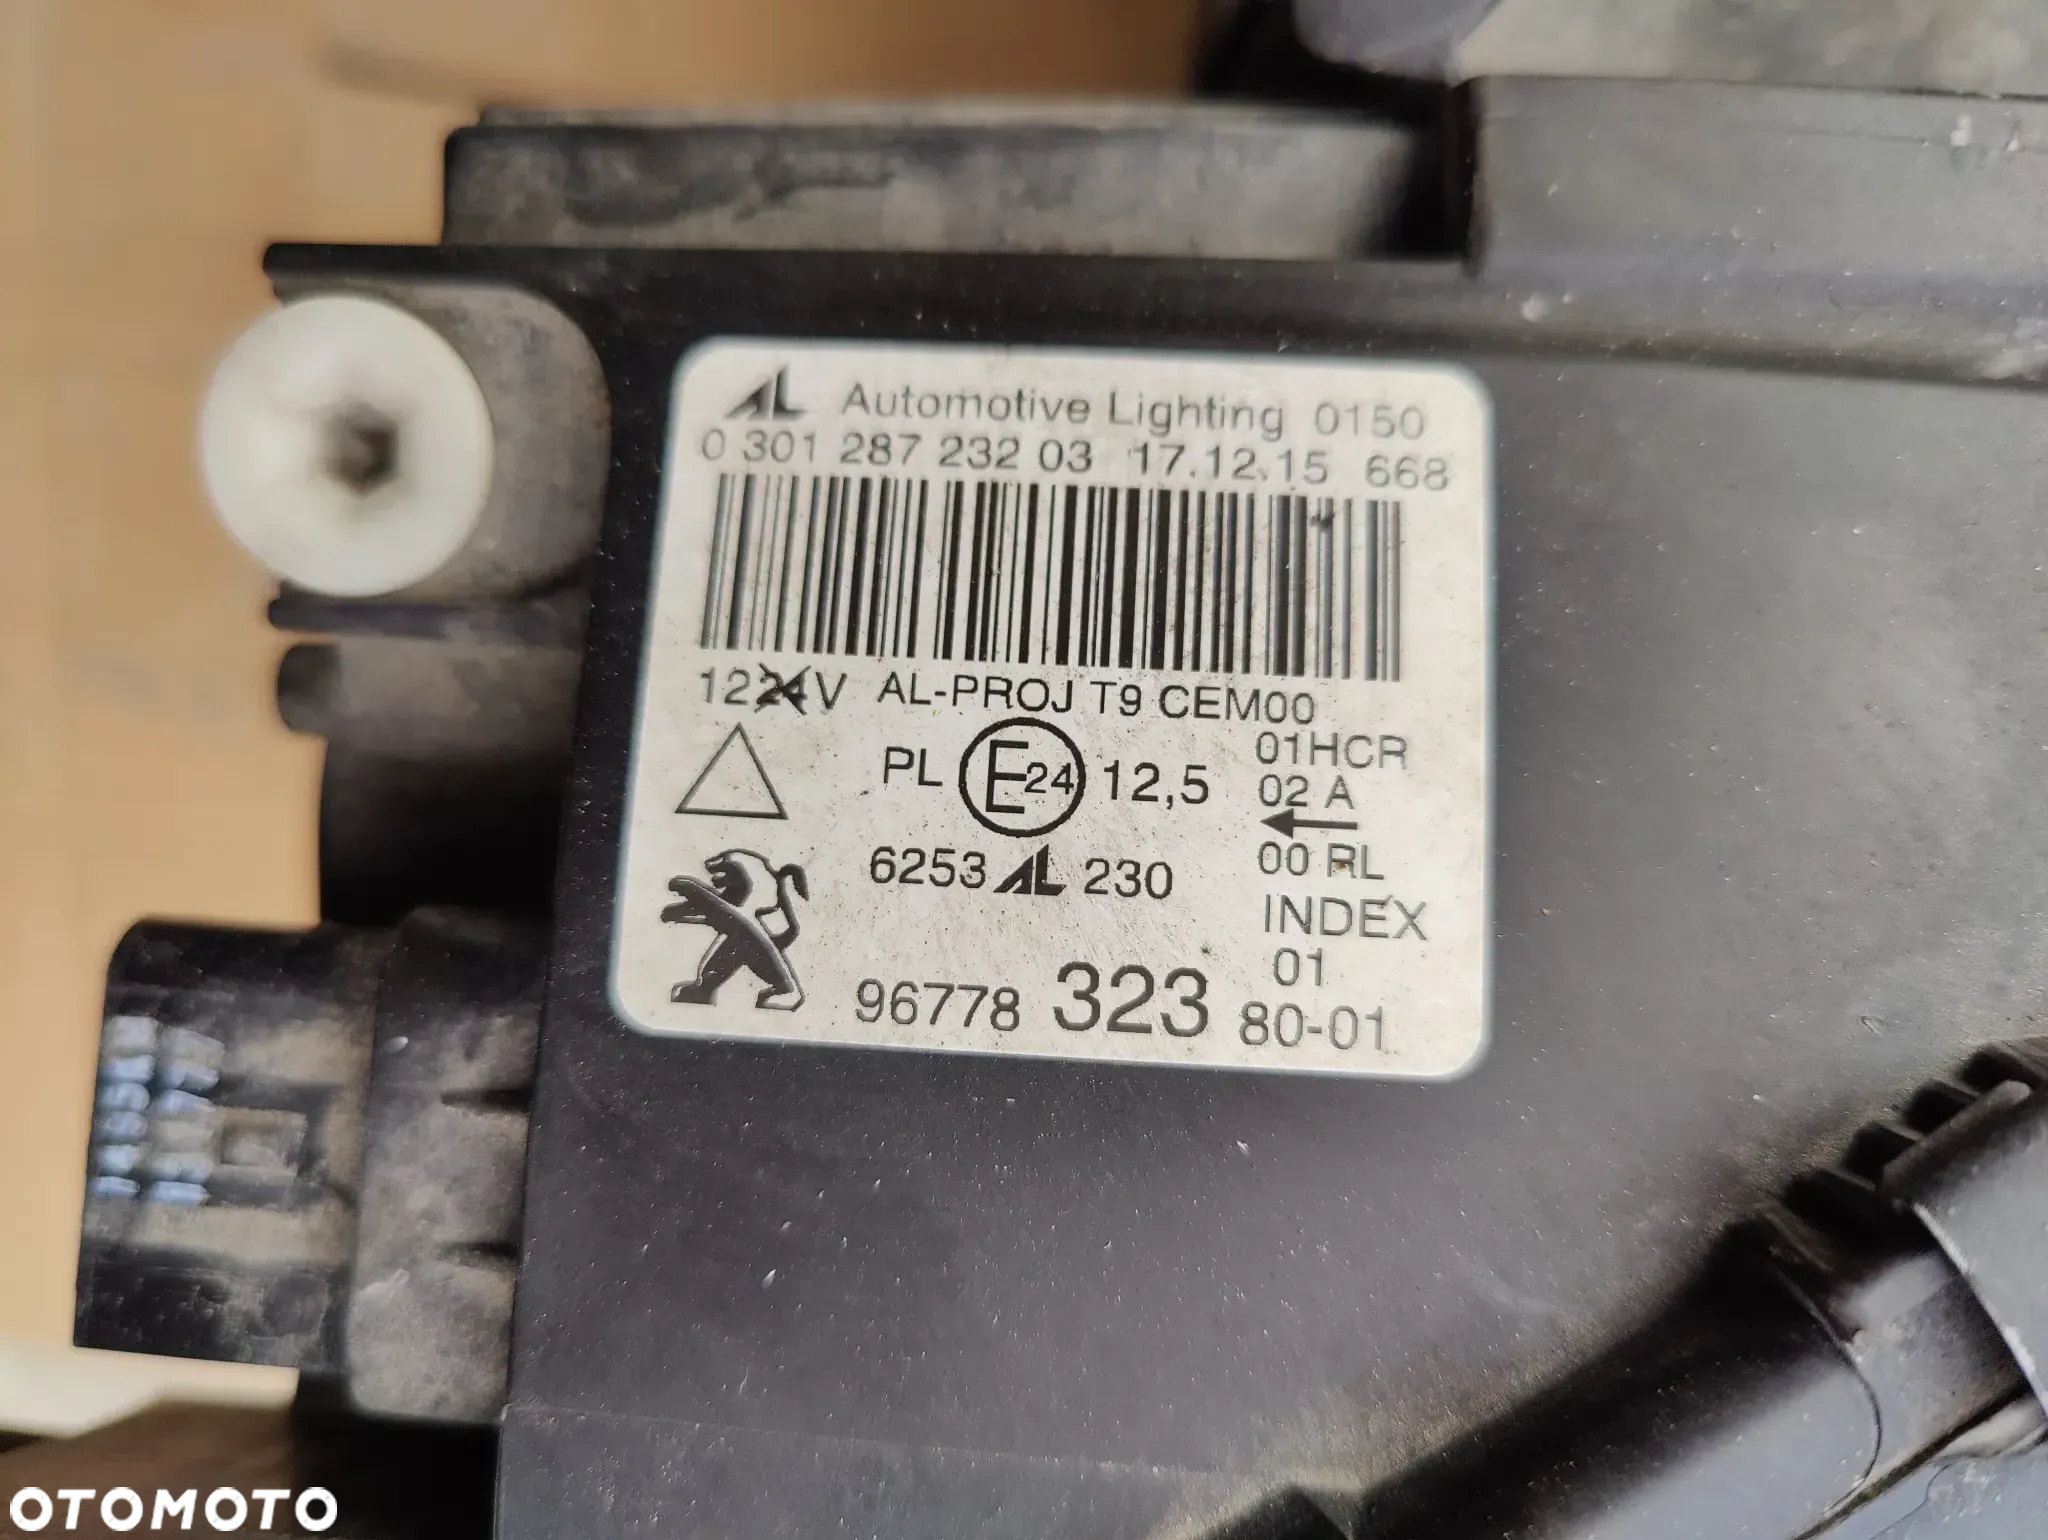 AL Automotive Lighting 0150
0 301 287 232 03 17.12.15 668
1224V AL-PROJ T9 CEM00
PL E24 12,5
01HCR
02 A
00 RL
6253 AL 230
INDEX
01
96778 323 80-01
OTOMOTO